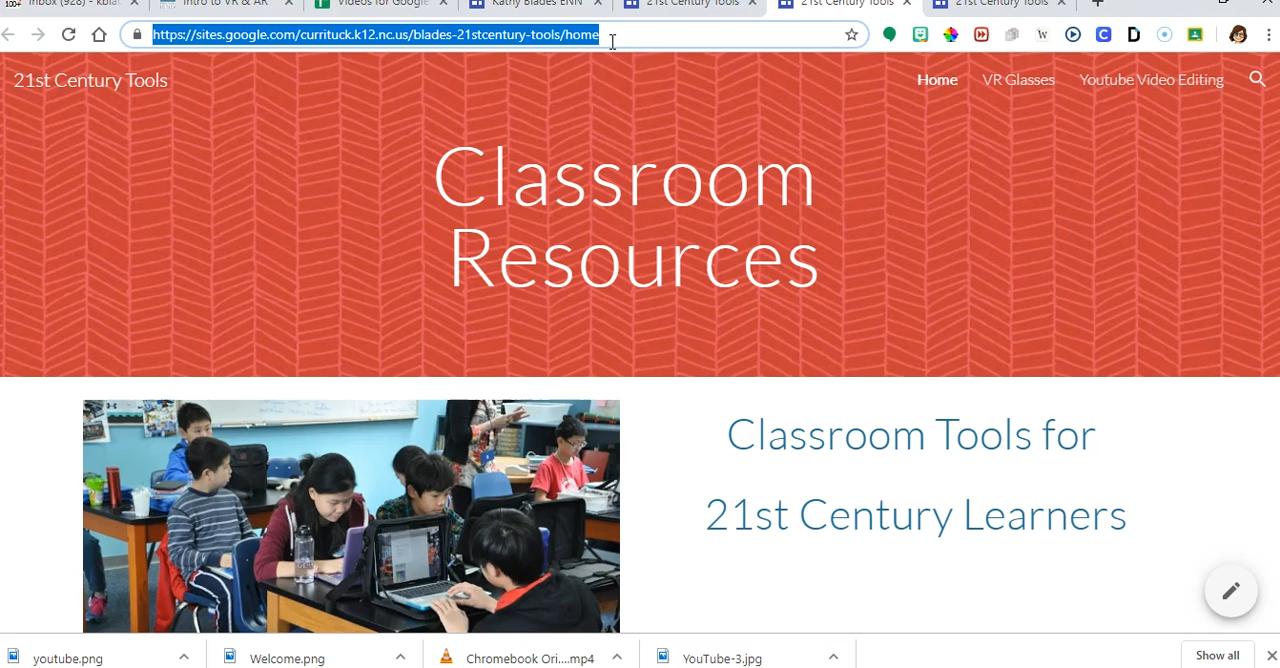 Inbox (928) - kbla
Intro to VR & AR
Videos for Google
Kathy Blades ENN
21st Century Tools
21st Century Tools
21st Century Tools
https://sites.google.com/currituck.k12.nc.us/blades-21stcentury-tools/home
21st Century Tools
Home VR Glasses Youtube Video Editing
Classroom
Resources
Classroom Tools for
21st Century Learners
youtube.png
Welcome.png
Chromebook Ori....mp4
YouTube-3.jpg
Show all